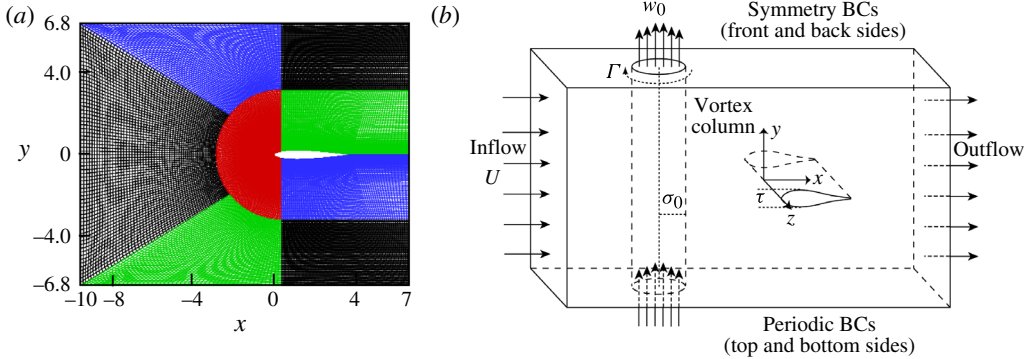 (a)
6.8
4.0
y
0
−4.0
−6.8
−10
−8
−4
0
4
7
x
(b)
w0
Symmetry BCs
(front and back sides)
Γ
Vortex
column
y
Inflow
Outflow
U
x
σ0
τ
z
Periodic BCs
(top and bottom sides)